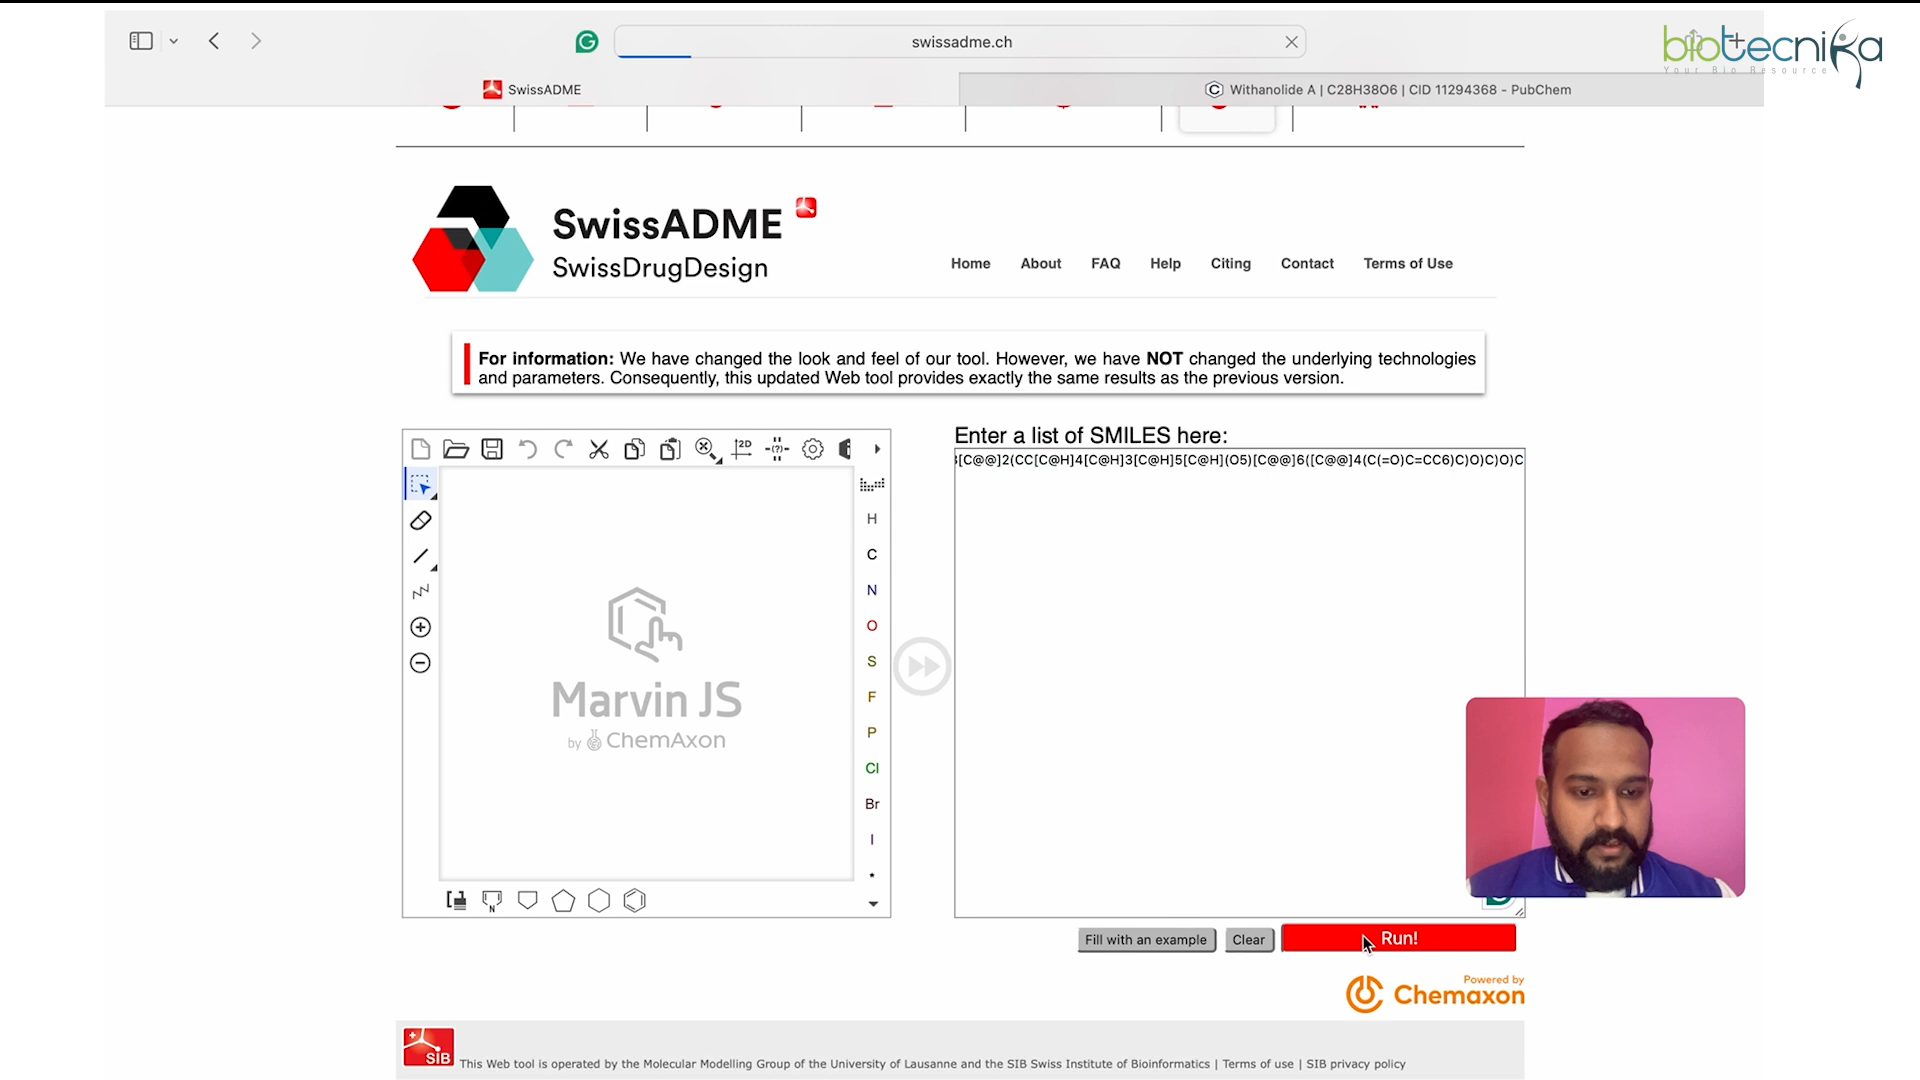 swissadme.ch
biotecnika
Your Bio Resource
SwissADME
Withanolide A | C28H38O6 | CID 11294368 - PubChem
SwissADME
SwissDrugDesign
Home About FAQ Help Citing Contact Terms of Use
For information: We have changed the look and feel of our tool. However, we have NOT changed the underlying technologies
and parameters. Consequently, this updated Web tool provides exactly the same results as the previous version.
Enter a list of SMILES here:
[C@@]2(CC[C@H]4[C@H]3[C@H]5[C@H](O5)[C@@]6([C@@]4(C(=O)C=CC6)C)O)C)O)C
2D
H
C
N
O
S
F
P
Cl
Br
I
Marvin JS
by ChemAxon
N
Fill with an example Clear Run!
Powered by
Chemaxon
SIB
This Web tool is operated by the Molecular Modelling Group of the University of Lausanne and the SIB Swiss Institute of Bioinformatics | Terms of use | SIB privacy policy